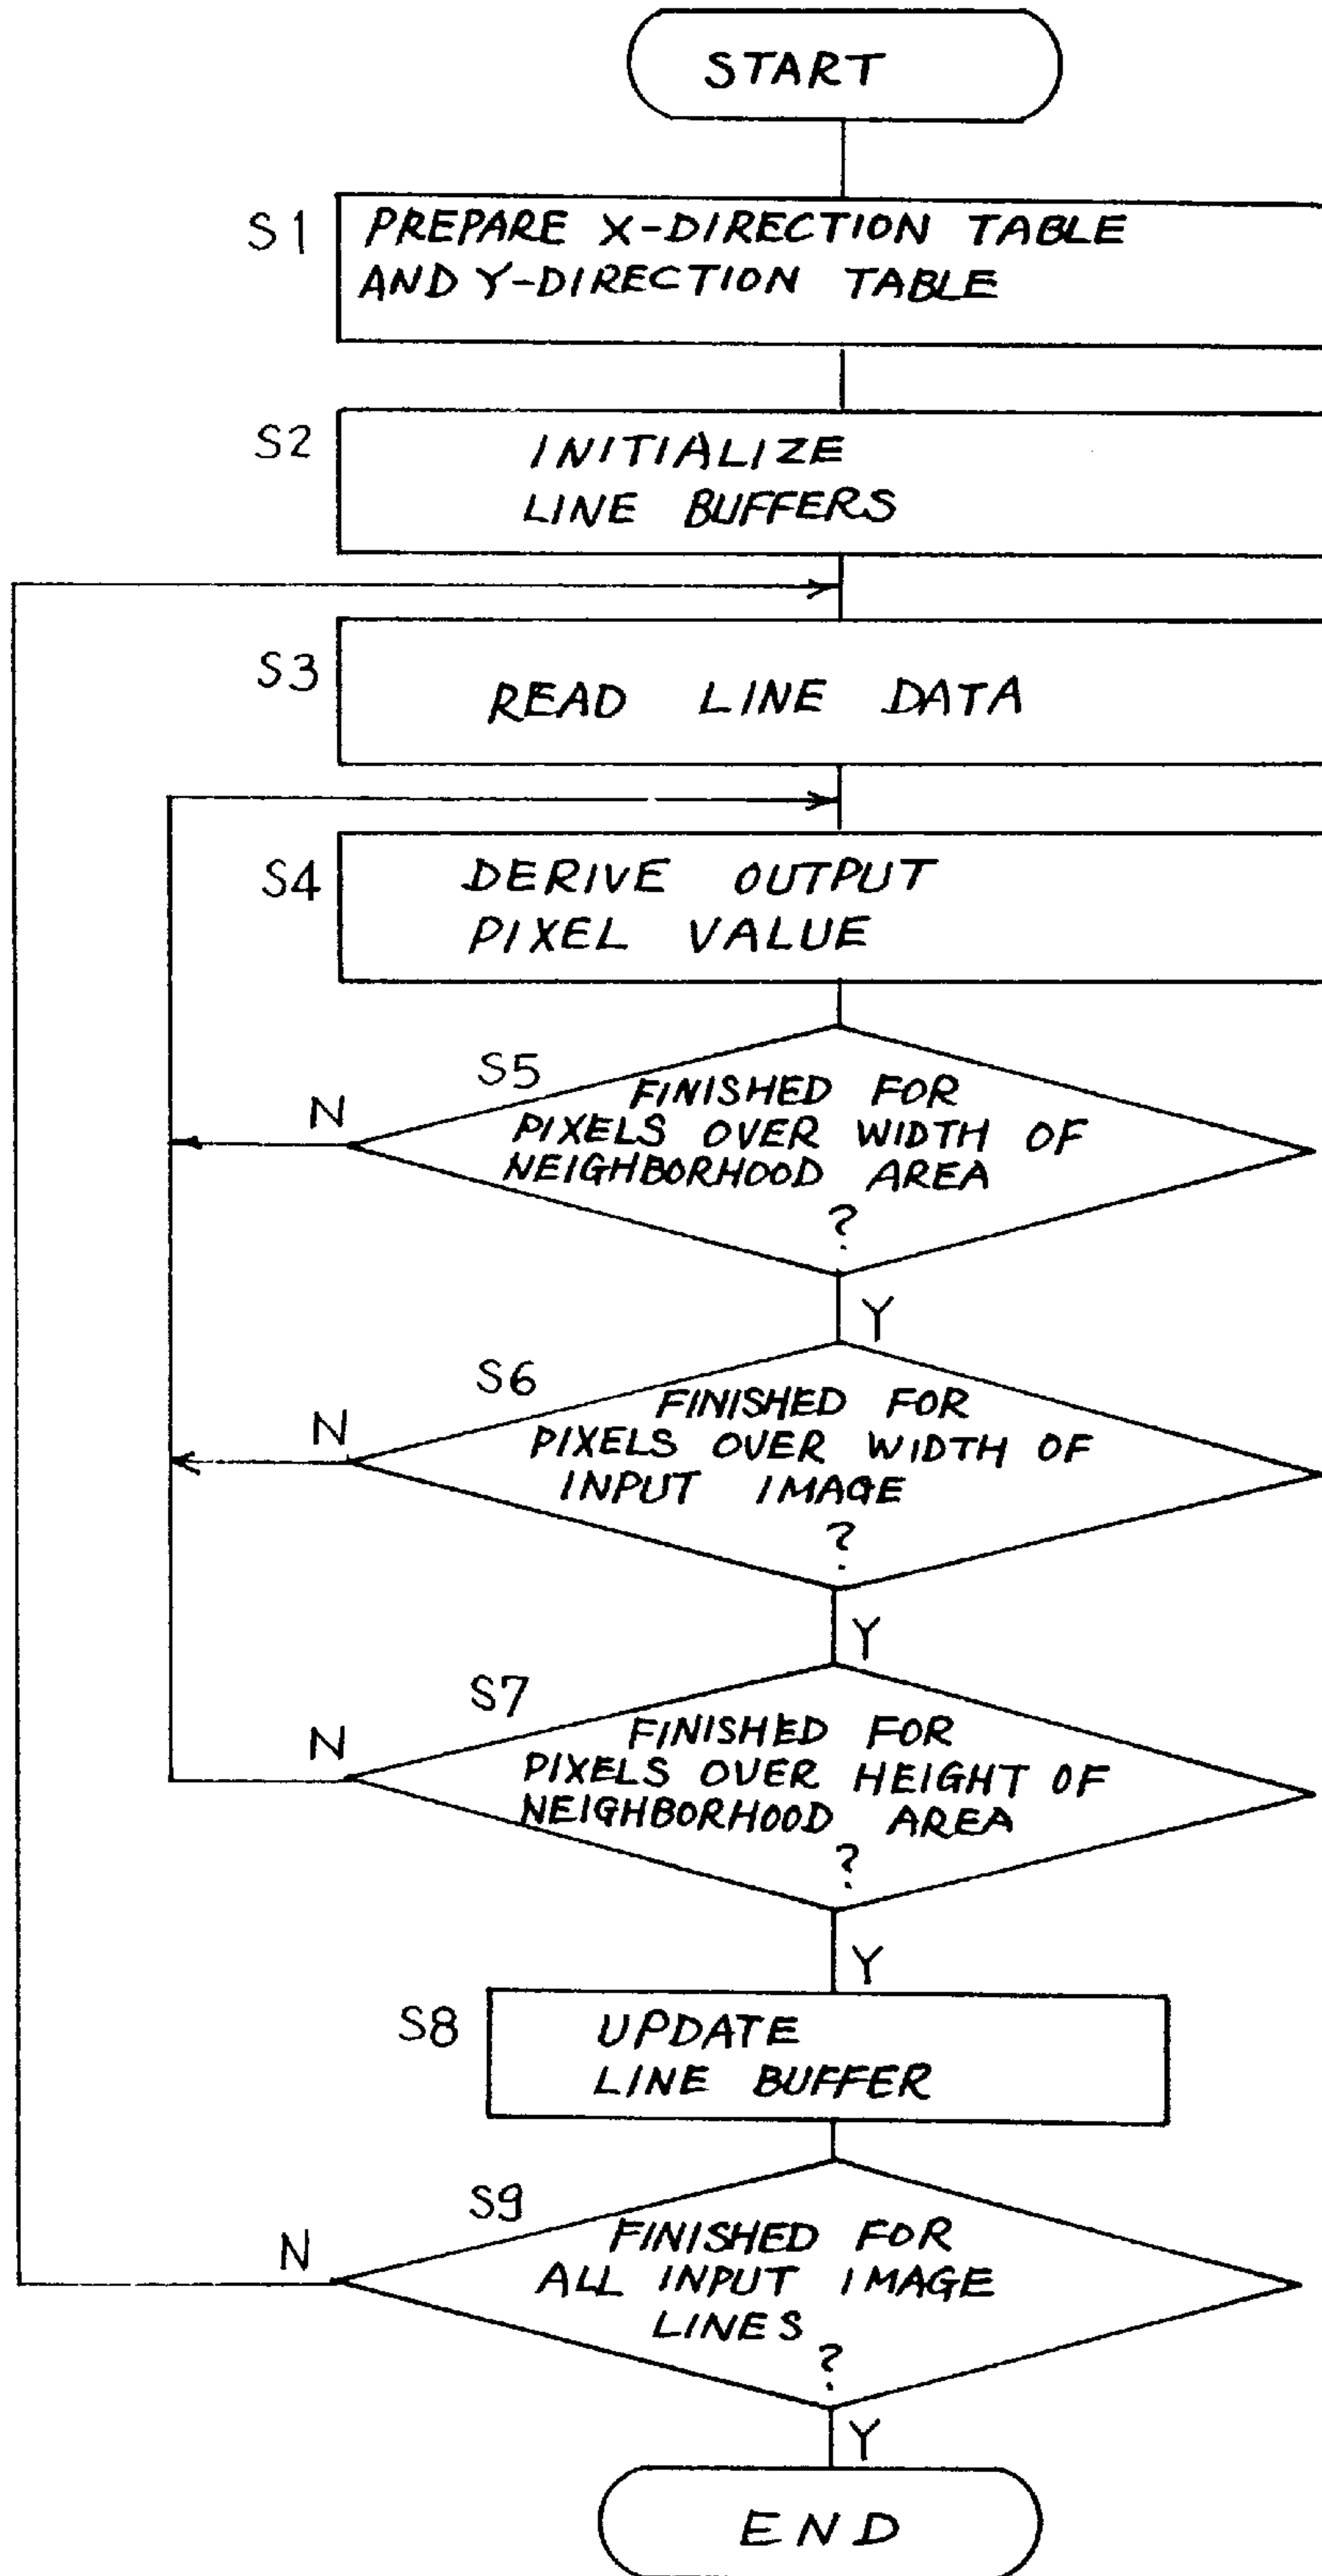 START
S1
PREPARE X-DIRECTION TABLE
AND Y-DIRECTION TABLE
S2
INITIALIZE
LINE BUFFERS
S3
READ LINE DATA
S4
DERIVE OUTPUT
PIXEL VALUE
S5
FINISHED FOR
PIXELS OVER WIDTH OF
NEIGHBORHOOD AREA
?
N
Y
S6
FINISHED FOR
PIXELS OVER WIDTH OF
INPUT IMAGE
?
N
Y
S7
FINISHED FOR
PIXELS OVER HEIGHT OF
NEIGHBORHOOD AREA
?
N
Y
S8
UPDATE
LINE BUFFER
S9
FINISHED FOR
ALL INPUT IMAGE
LINES
?
N
Y
END